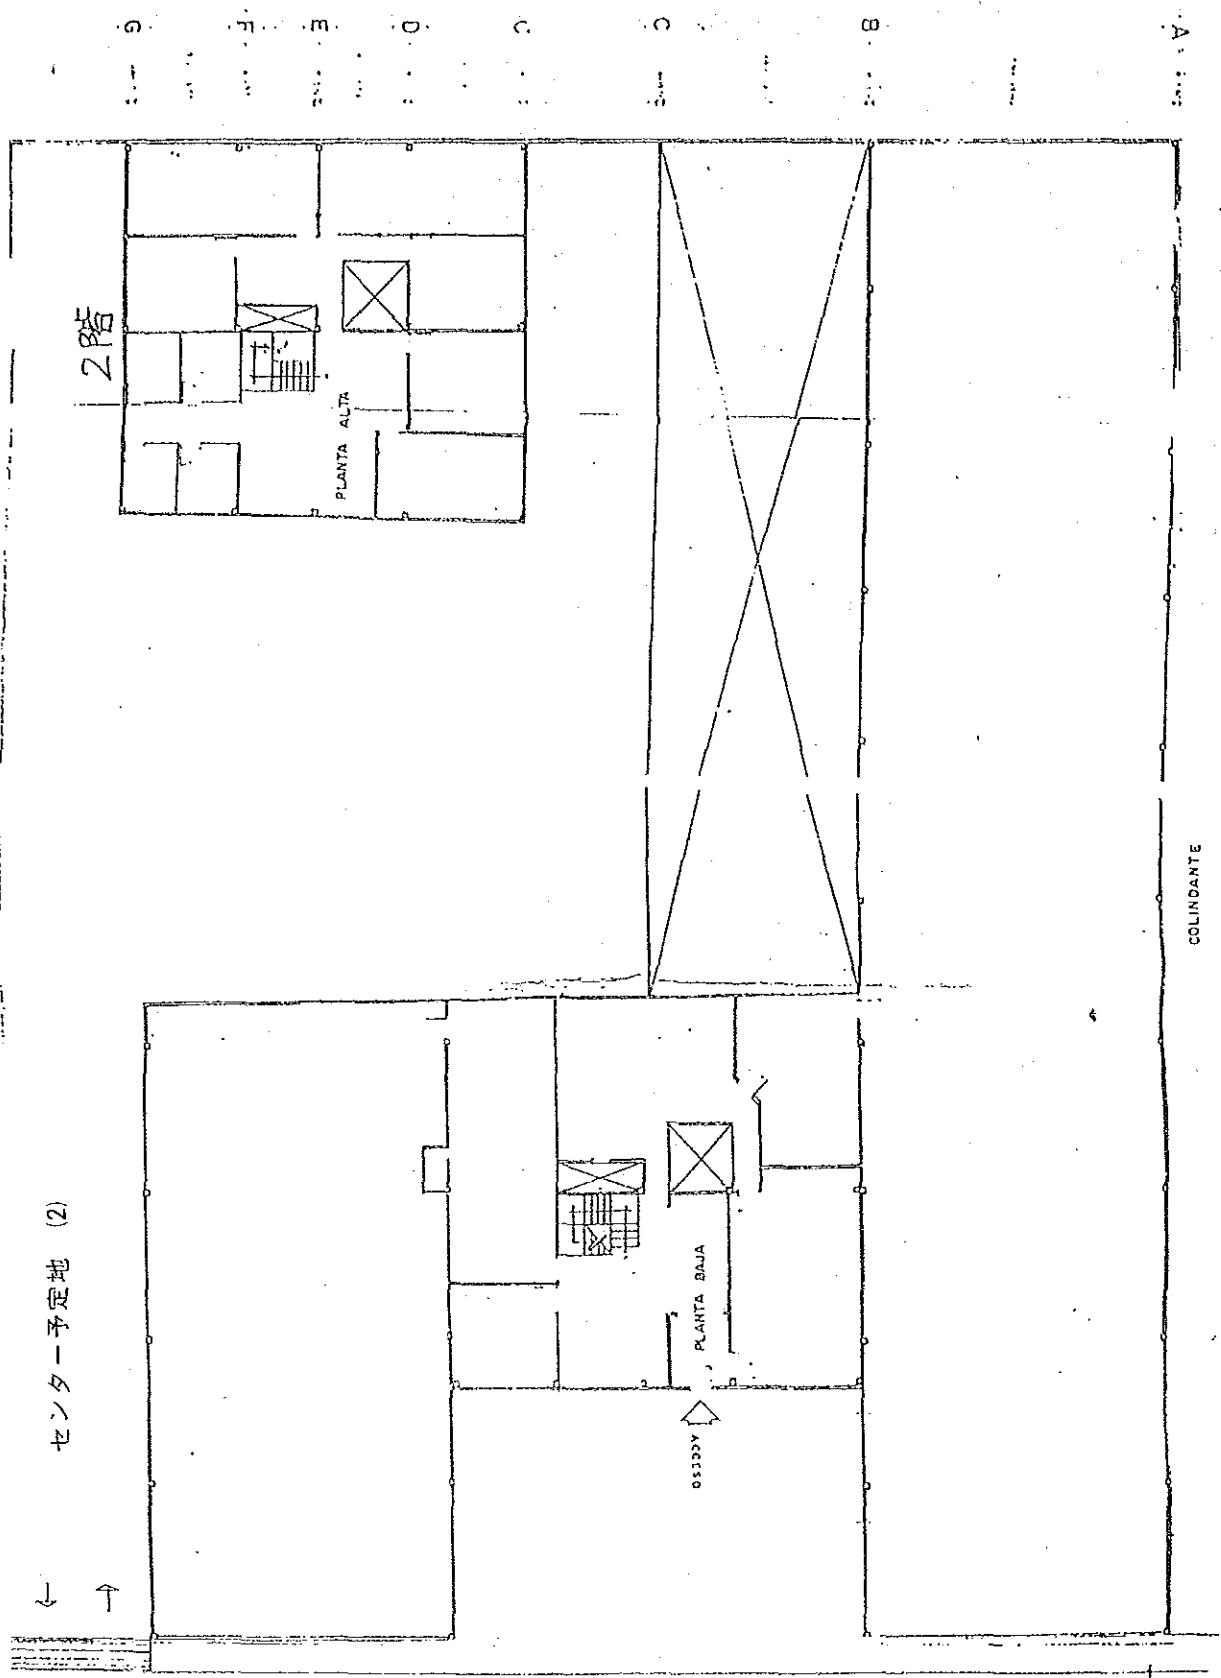 G F E D C C B A
2階
PLANTA ALTA
COLINDANTE
センター予定地 (2)
PLANTA BAJA
ACCESO